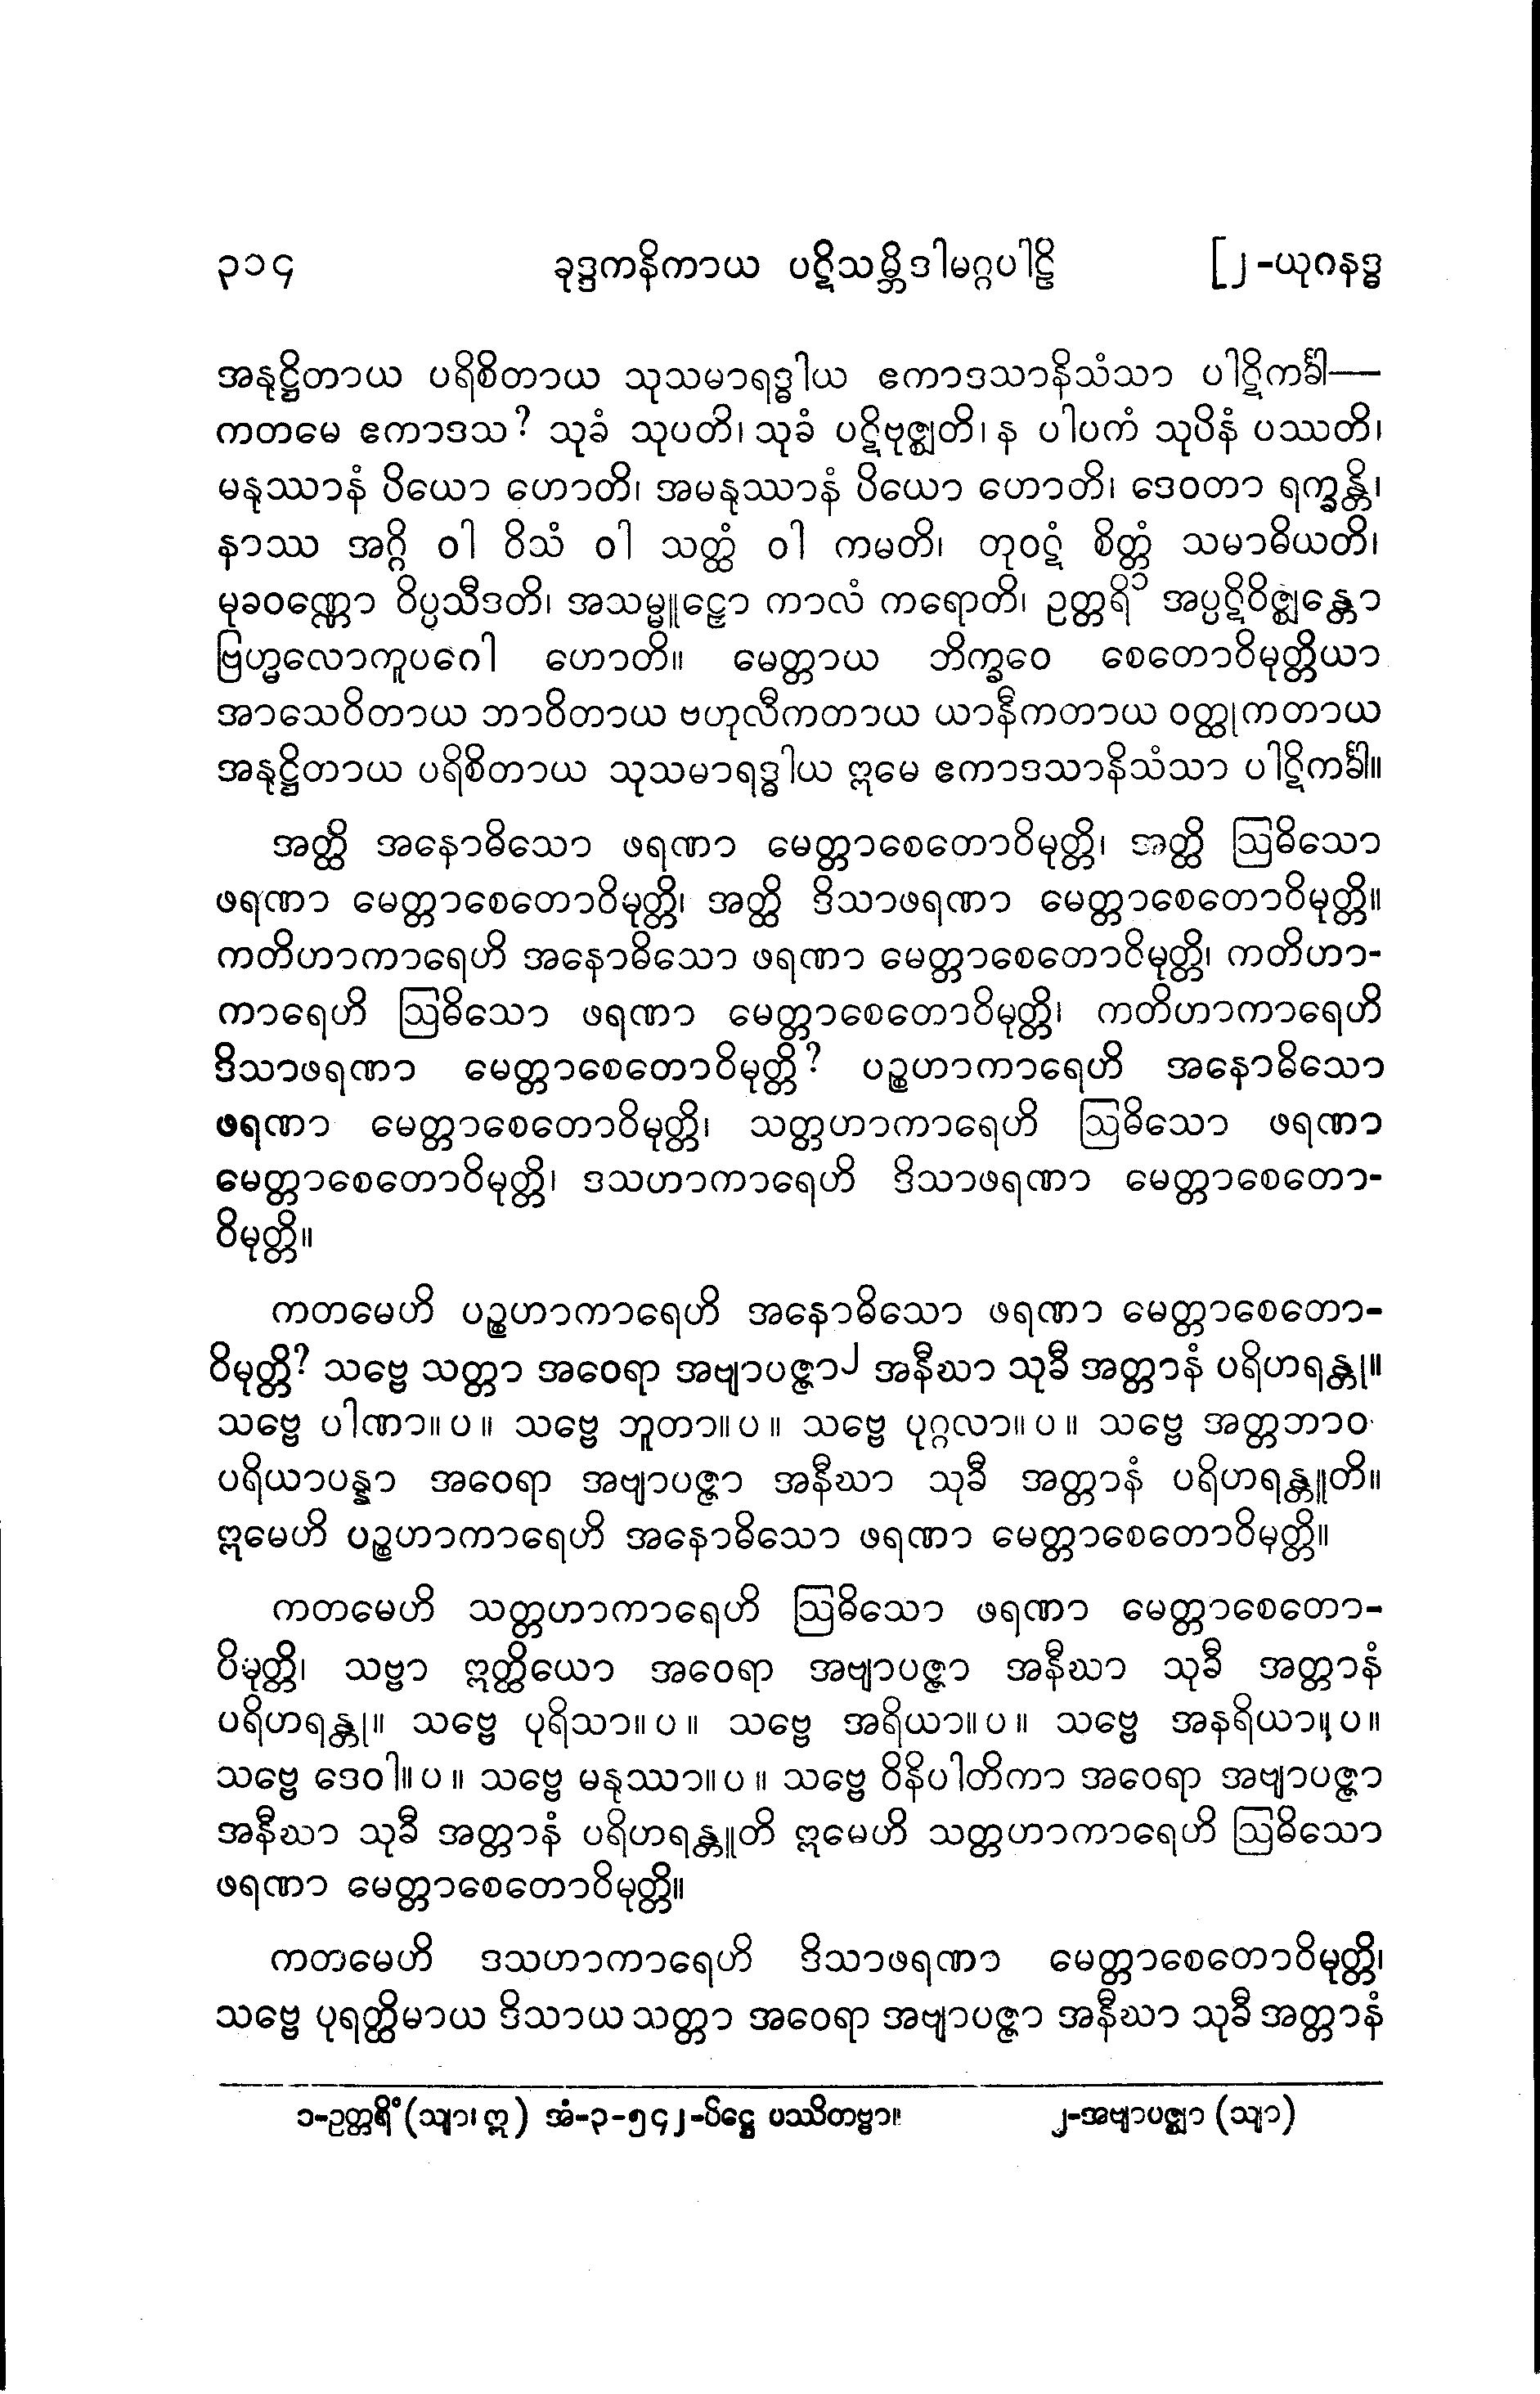 ၃၁၄ ခုဒ္ဒကနိကာယ ပဋိသမ္ဘိဒါမဂ္ဂပါဠိ [၂-ယုဂနဒ္ဓ
အနုဋ္ဌိတာယ ပရိစိတာယ သုသမာရဒ္ဓါယ ဧကာဒသာနိသံသာ ပါဋိကင်္ခါ—
ကတမေ ဧကာဒသ? သုခံ သုပတိ၊ သုခံ ပဋိဗုဇ္ဈတိ၊ န ပါပကံ သုပိနံ ပဿတိ၊
မနုဿာနံ ပိယော ဟောတိ၊ အမနုဿာနံ ပိယော ဟောတိ၊ ဒေဝတာ ရက္ခန္တိ၊
နာဿ အဂ္ဂိ ဝါ ဝိသံ ဝါ သတ္ထံ ဝါ ကမတိ၊ တုဝဋံ စိတ္တံ သမာဓိယတိ၊
မုခဝဏ္ဏော ဝိပ္ပသီဒတိ၊ အသမ္မူဠှော ကာလံ ကရောတိ၊ ဥတ္တရိ၁ အပ္ပဋိဝိဇ္ဈန္တော
ဗြဟ္မလောကူပဂေါ ဟောတိ။ မေတ္တာယ ဘိက္ခဝေ စေတောဝိမုတ္တိယာ
အာသေဝိတာယ ဘာဝိတာယ ဗဟုလီကတာယ ယာနီကတာယ ဝတ္ထုကတာယ
အနုဋ္ဌိတာယ ပရိစိတာယ သုသမာရဒ္ဓါယ ဣမေ ဧကာဒသာနိသံသာ ပါဋိကင်္ခါ။
အတ္ထိ အနောဓိသော ဖရဏာ မေတ္တာစေတောဝိမုတ္တိ၊ အတ္ထိ ဩဓိသော
ဖရဏာ မေတ္တာစေတောဝိမုတ္တိ၊ အတ္ထိ ဒိသာဖရဏာ မေတ္တာစေတောဝိမုတ္တိ။
ကတိဟာကာရေဟိ အနောဓိသော ဖရဏာ မေတ္တာစေတောဝိမုတ္တိ၊ ကတိဟာ-
ကာရေဟိ ဩဓိသော ဖရဏာ မေတ္တာစေတောဝိမုတ္တိ၊ ကတိဟာကာရေဟိ
ဒိသာဖရဏာ မေတ္တာစေတောဝိမုတ္တိ? ပဉ္စဟာကာရေဟိ အနောဓိသော
ဖရဏာ မေတ္တာစေတောဝိမုတ္တိ၊ သတ္တဟာကာရေဟိ ဩဓိသော ဖရဏာ
မေတ္တာစေတောဝိမုတ္တိ၊ ဒသဟာကာရေဟိ ဒိသာဖရဏာ မေတ္တာစေတော-
ဝိမုတ္တိ။
ကတမေဟိ ပဉ္စဟာကာရေဟိ အနောဓိသော ဖရဏာ မေတ္တာစေတော-
ဝိမုတ္တိ? သဗ္ဗေ သတ္တာ အဝေရာ အဗျာပဇ္ဇာ၂ အနီဃာ သုခီ အတ္တာနံ ပရိဟရန္တု။
သဗ္ဗေ ပါဏာ။ ပ ။ သဗ္ဗေ ဘူတာ။ ပ ။ သဗ္ဗေ ပုဂ္ဂလာ။ ပ ။ သဗ္ဗေ အတ္တဘာဝ
ပရိယာပန္နာ အဝေရာ အဗျာပဇ္ဇာ အနီဃာ သုခီ အတ္တာနံ ပရိဟရန္တူတိ။
ဣမေဟိ ပဉ္စဟာကာရေဟိ အနောဓိသော ဖရဏာ မေတ္တာစေတောဝိမုတ္တိ။
ကတမေဟိ သတ္တဟာကာရေဟိ ဩဓိသော ဖရဏာ မေတ္တာစေတော-
ဝိမုတ္တိ၊ သဗ္ဗာ ဣတ္ထိယော အဝေရာ အဗျာပဇ္ဇာ အနီဃာ သုခီ အတ္တာနံ
ပရိဟရန္တု။ သဗ္ဗေ ပုရိသာ။ ပ ။ သဗ္ဗေ အရိယာ။ ပ ။ သဗ္ဗေ အနရိယာ။ ပ ။
သဗ္ဗေ ဒေဝါ။ ပ ။ သဗ္ဗေ မနုဿာ။ ပ ။ သဗ္ဗေ ဝိနိပါတိကာ အဝေရာ အဗျာပဇ္ဇာ
အနီဃာ သုခီ အတ္တာနံ ပရိဟရန္တူတိ ဣမေဟိ သတ္တဟာကာရေဟိ ဩဓိသော
ဖရဏာ မေတ္တာစေတောဝိမုတ္တိ။
ကတမေဟိ ဒသဟာကာရေဟိ ဒိသာဖရဏာ မေတ္တာစေတောဝိမုတ္တိ၊
သဗ္ဗေ ပုရတ္ထိမာယ ဒိသာယ သတ္တာ အဝေရာ အဗျာပဇ္ဇာ အနီဃာ သုခီ အတ္တာနံ
၁-ဥတ္တရိံ (သျာ၊ ဣ) အံ-၃-၅၄၂-ပိဋ္ဌေ ပဿိတဗ္ဗာ။ ၂-အဗျာပဇ္ဈာ (သျာ)